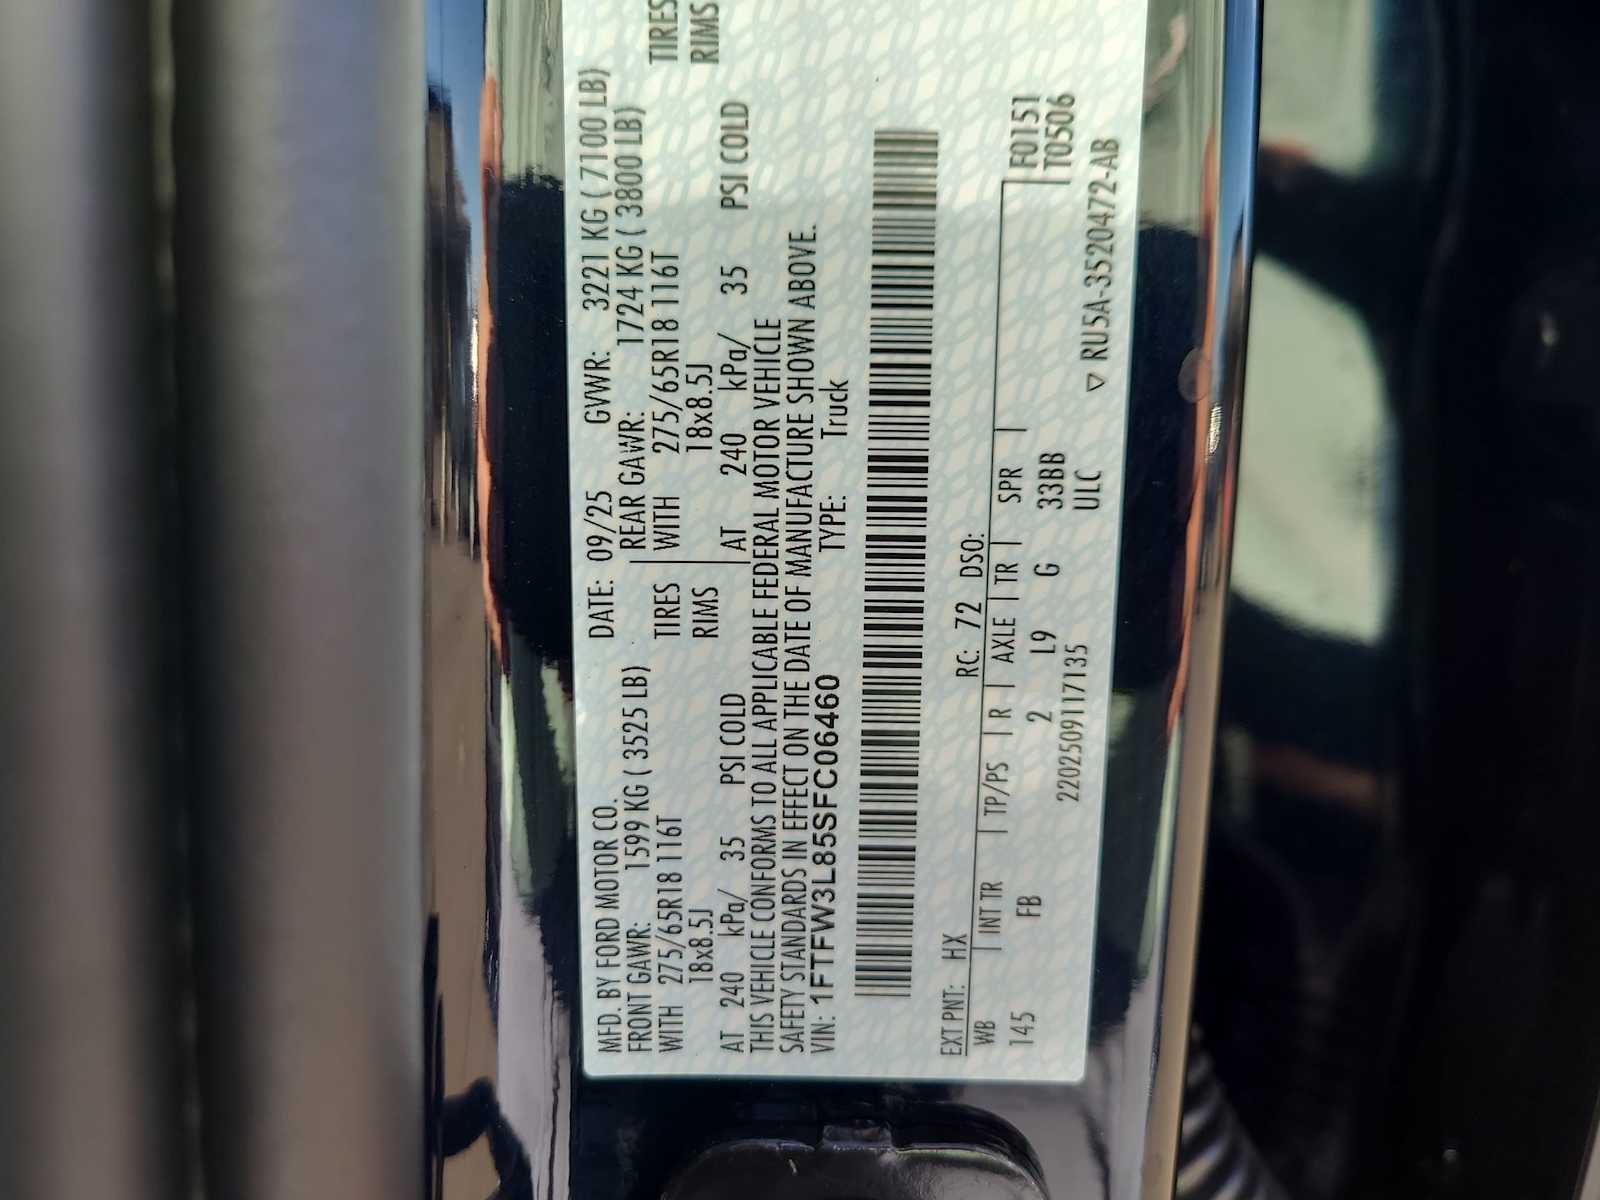 MFD. BY FORD MOTOR CO. DATE: 09/25 GVWR: 3221 KG ( 7100 LB)
FRONT GAWR: 1599 KG ( 3525 LB) REAR GAWR: 1724 KG ( 3800 LB)
WITH 275/65R18 116T TIRES WITH 275/65R18 116T TIRES
18x8.5J RIMS 18x8.5J RIMS
AT 240 kPa/ 35 PSI COLD AT 240 kPa/ 35 PSI COLD
THIS VEHICLE CONFORMS TO ALL APPLICABLE FEDERAL MOTOR VEHICLE
SAFETY STANDARDS IN EFFECT ON THE DATE OF MANUFACTURE SHOWN ABOVE.
VIN: 1FTFW3L85SFC06460 TYPE: Truck
EXT PNT: HX RC: 72 DSO:
WB | INT TR | TP/PS | R | AXLE | TR | SPR | F0151
145 FB 2 L9 G 33BB T0506
ULC
2202509117135 ▽ RU5A-3520472-AB